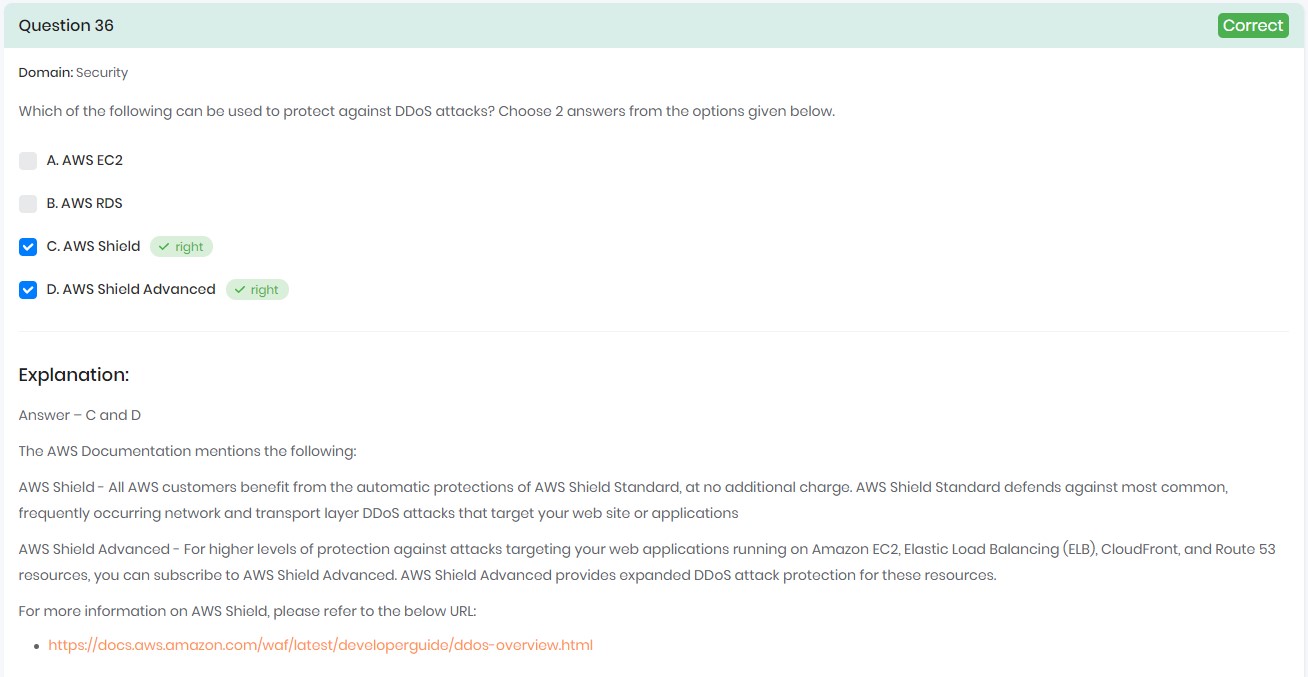 Question 36
Correct
Domain: Security
Which of the following can be used to protect against DDoS attacks? Choose 2 answers from the options given below.
A. AWS EC2
B. AWS RDS
C. AWS Shield
right
D. AWS Shield Advanced
right
Explanation:
Answer – C and D
The AWS Documentation mentions the following:
AWS Shield - All AWS customers benefit from the automatic protections of AWS Shield Standard, at no additional charge. AWS Shield Standard defends against most common,
frequently occurring network and transport layer DDoS attacks that target your web site or applications
AWS Shield Advanced - For higher levels of protection against attacks targeting your web applications running on Amazon EC2, Elastic Load Balancing (ELB), CloudFront, and Route 53
resources, you can subscribe to AWS Shield Advanced. AWS Shield Advanced provides expanded DDoS attack protection for these resources.
For more information on AWS Shield, please refer to the below URL:
https://docs.aws.amazon.com/waf/latest/developerguide/ddos-overview.html